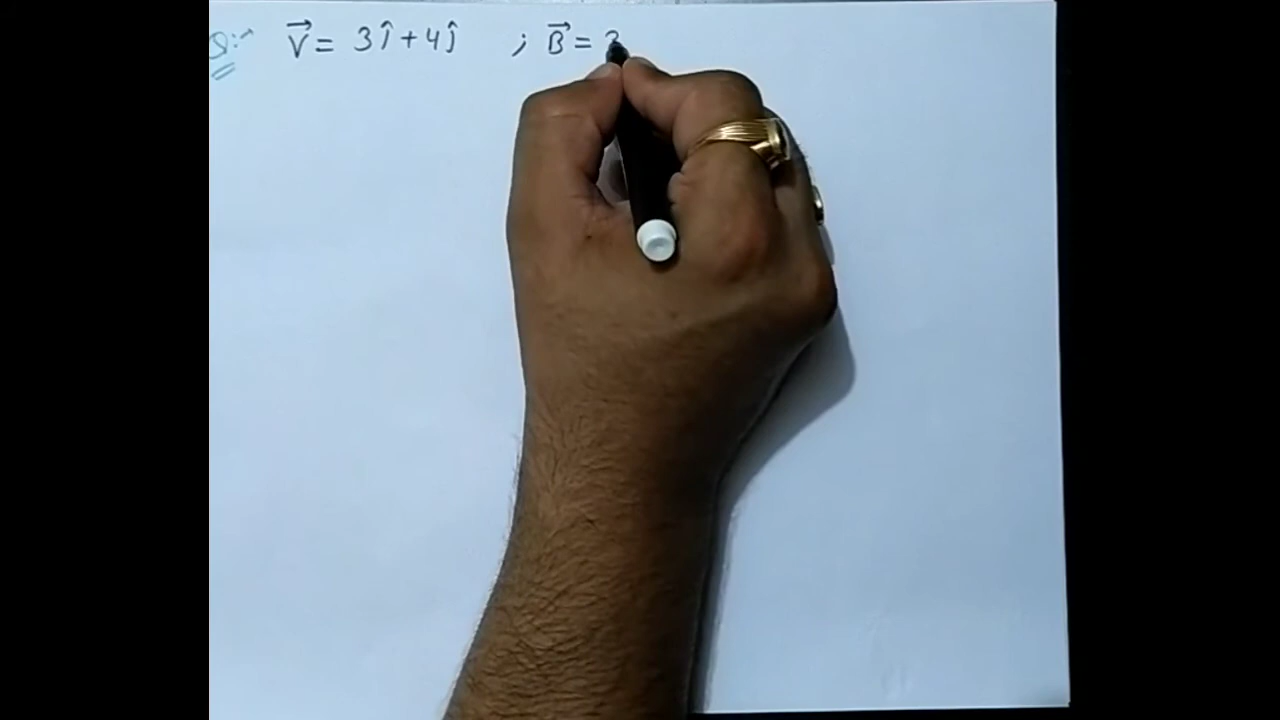 Q:- V⃗ = 3î + 4ĵ ; B⃗ =